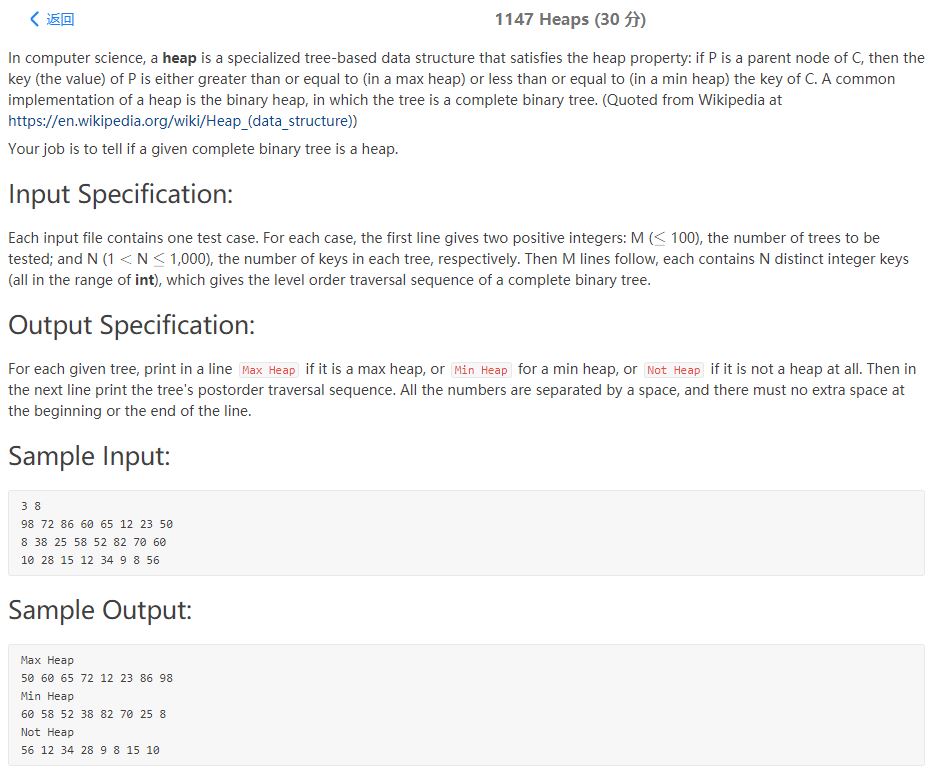 返回
1147 Heaps (30 分)
In computer science, a heap is a specialized tree-based data structure that satisfies the heap property: if P is a parent node of C, then the
key (the value) of P is either greater than or equal to (in a max heap) or less than or equal to (in a min heap) the key of C. A common
implementation of a heap is the binary heap, in which the tree is a complete binary tree. (Quoted from Wikipedia at
https://en.wikipedia.org/wiki/Heap_(data_structure))
Your job is to tell if a given complete binary tree is a heap.
Input Specification:
Each input file contains one test case. For each case, the first line gives two positive integers: M (≤ 100), the number of trees to be
tested; and N (1 < N ≤ 1,000), the number of keys in each tree, respectively. Then M lines follow, each contains N distinct integer keys
(all in the range of int), which gives the level order traversal sequence of a complete binary tree.
Output Specification:
For each given tree, print in a line Max Heap if it is a max heap, or Min Heap for a min heap, or Not Heap if it is not a heap at all. Then in
the next line print the tree's postorder traversal sequence. All the numbers are separated by a space, and there must no extra space at
the beginning or the end of the line.
Sample Input:
3 8
98 72 86 60 65 12 23 50
8 38 25 58 52 82 70 60
10 28 15 12 34 9 8 56
Sample Output:
Max Heap
50 60 65 72 12 23 86 98
Min Heap
60 58 52 38 82 70 25 8
Not Heap
56 12 34 28 9 8 15 10